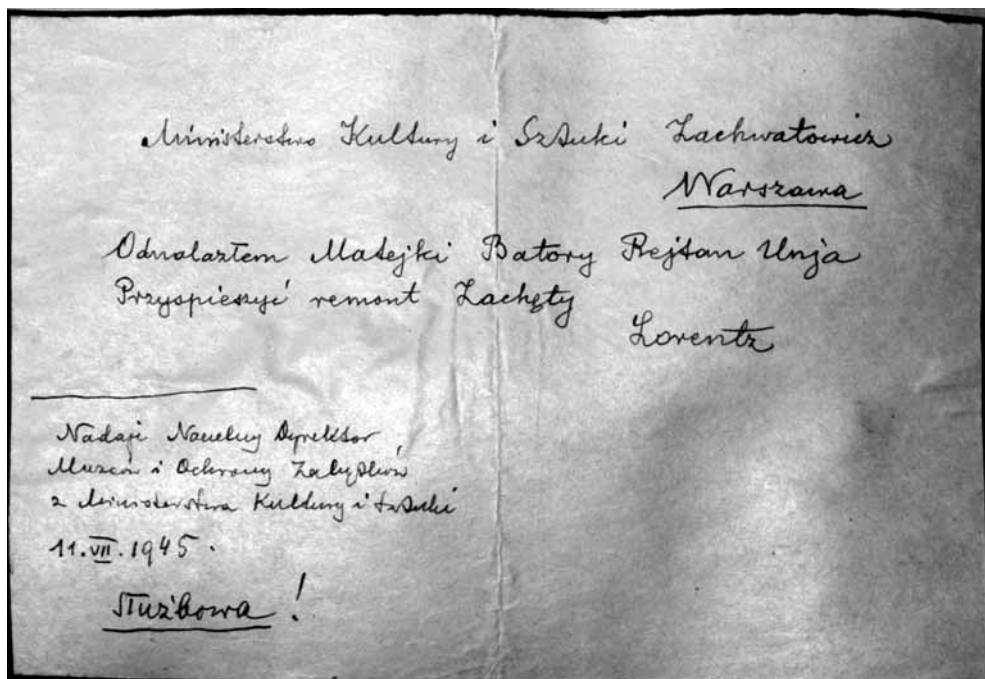 Ministerstwo Kultury i Sztuki Zachwatowicz
Warszawa
Odnalazłem Matejki Batory Rejtan Unja
Przyspieszyć remont Zachęty
Lorentz
Nadaje Naczelny Dyrektor
Muzeów i Ochrony Zabytków
z Ministerstwa Kultury i Sztuki
11.VII.1945.
Służbowa!